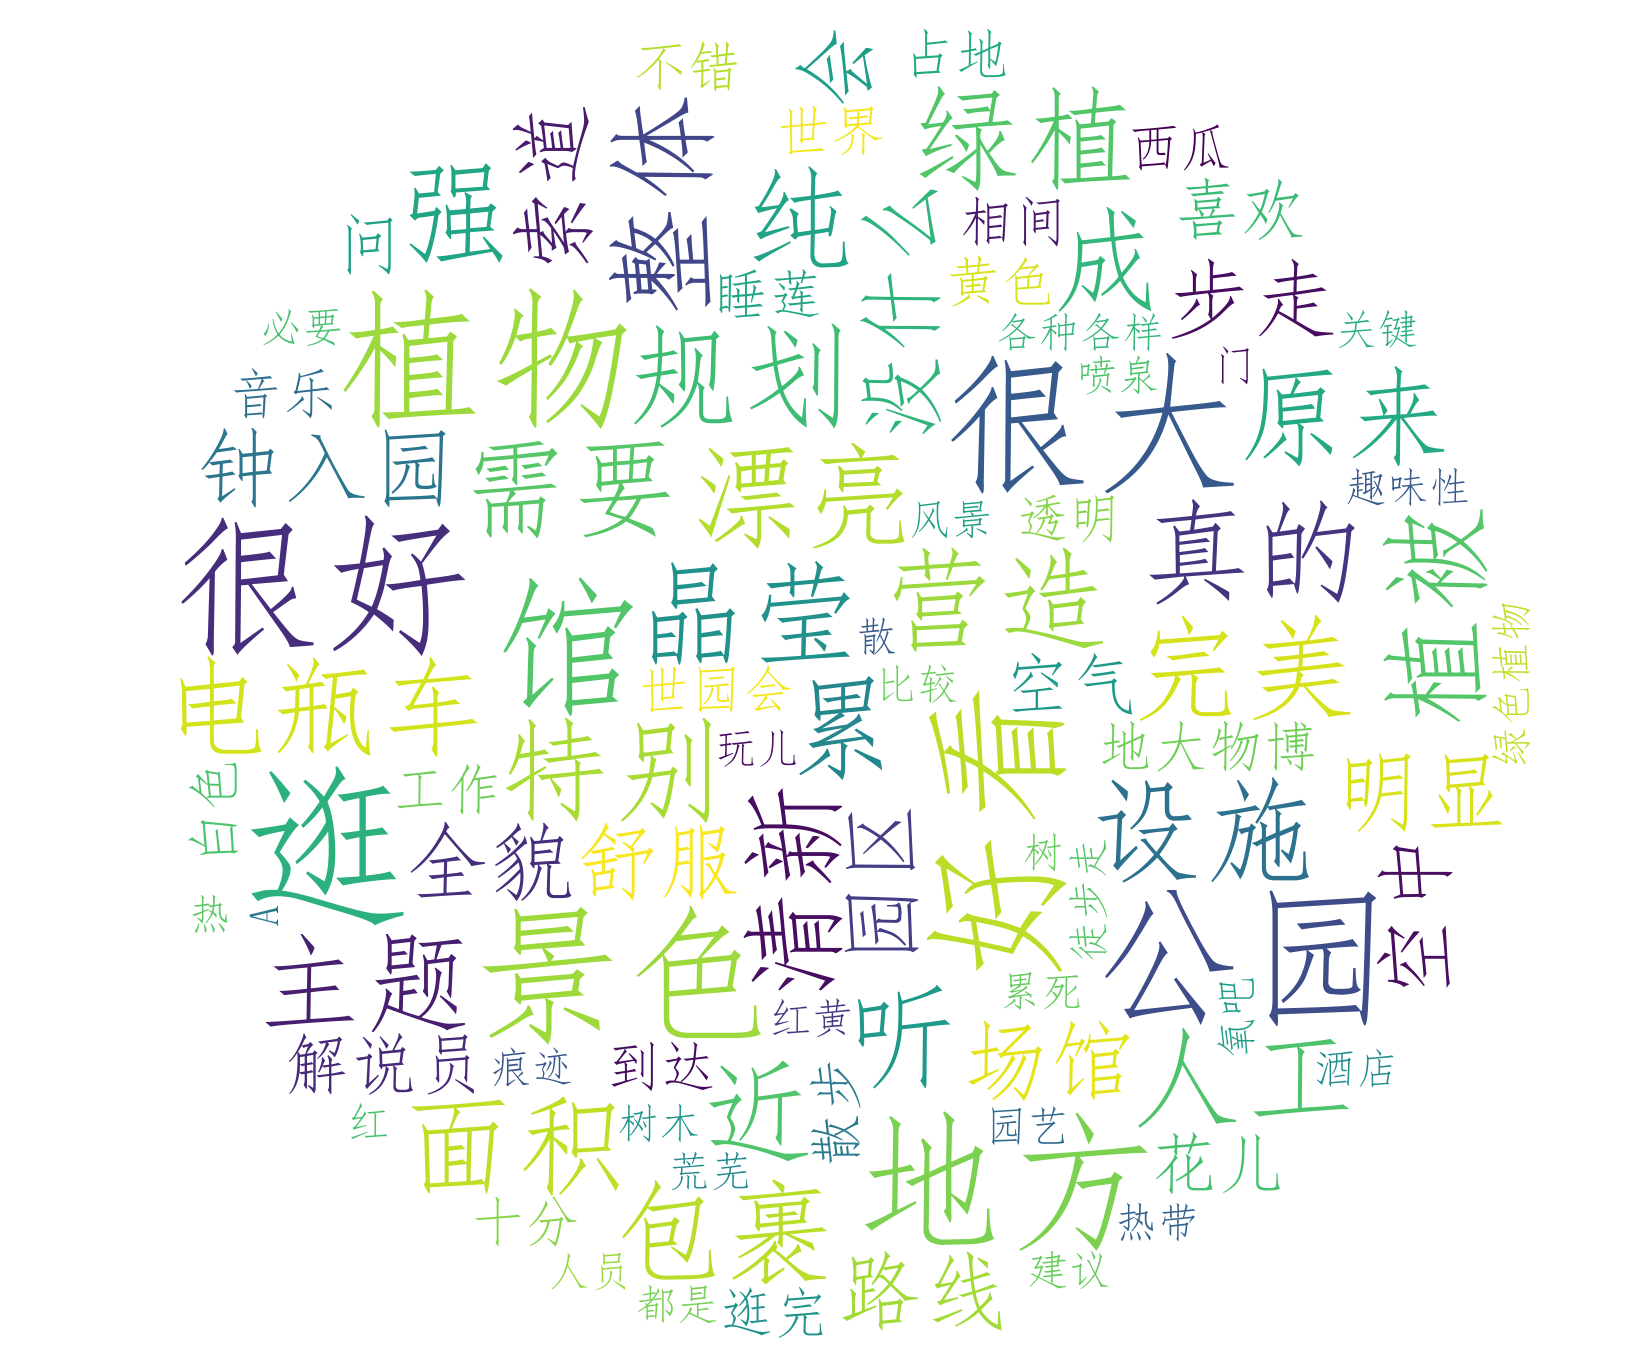 不错
会
占地
世界
绿植
西瓜
索道
整体
强
纯
没什么
相间
喜欢
问
成
睡莲
黄色
步走
必要
植物
规划
各种各样
关键
音乐
很大
喷泉
门
原来
钟入园
需要
漂亮
趣味性
风景
透明
真的
植被
很好
馆
晶莹
营造
散
完美
绿色植物
电瓶车
世园会
比较
空气
特别
玩儿
累
好看
地大物博
明显
白色
逛
工作
设施
全貌
舒服
清新
园区
树
徒步走
空中
热
A
主题
景色
公园
累死
氧吧
红黄
听
解说员
痕迹
到达
场馆
人工
酒店
近
散步
红
面积
树木
园艺
地方
花儿
荒芜
热带
十分
包裹
人员
建议
都是
逛完
路线